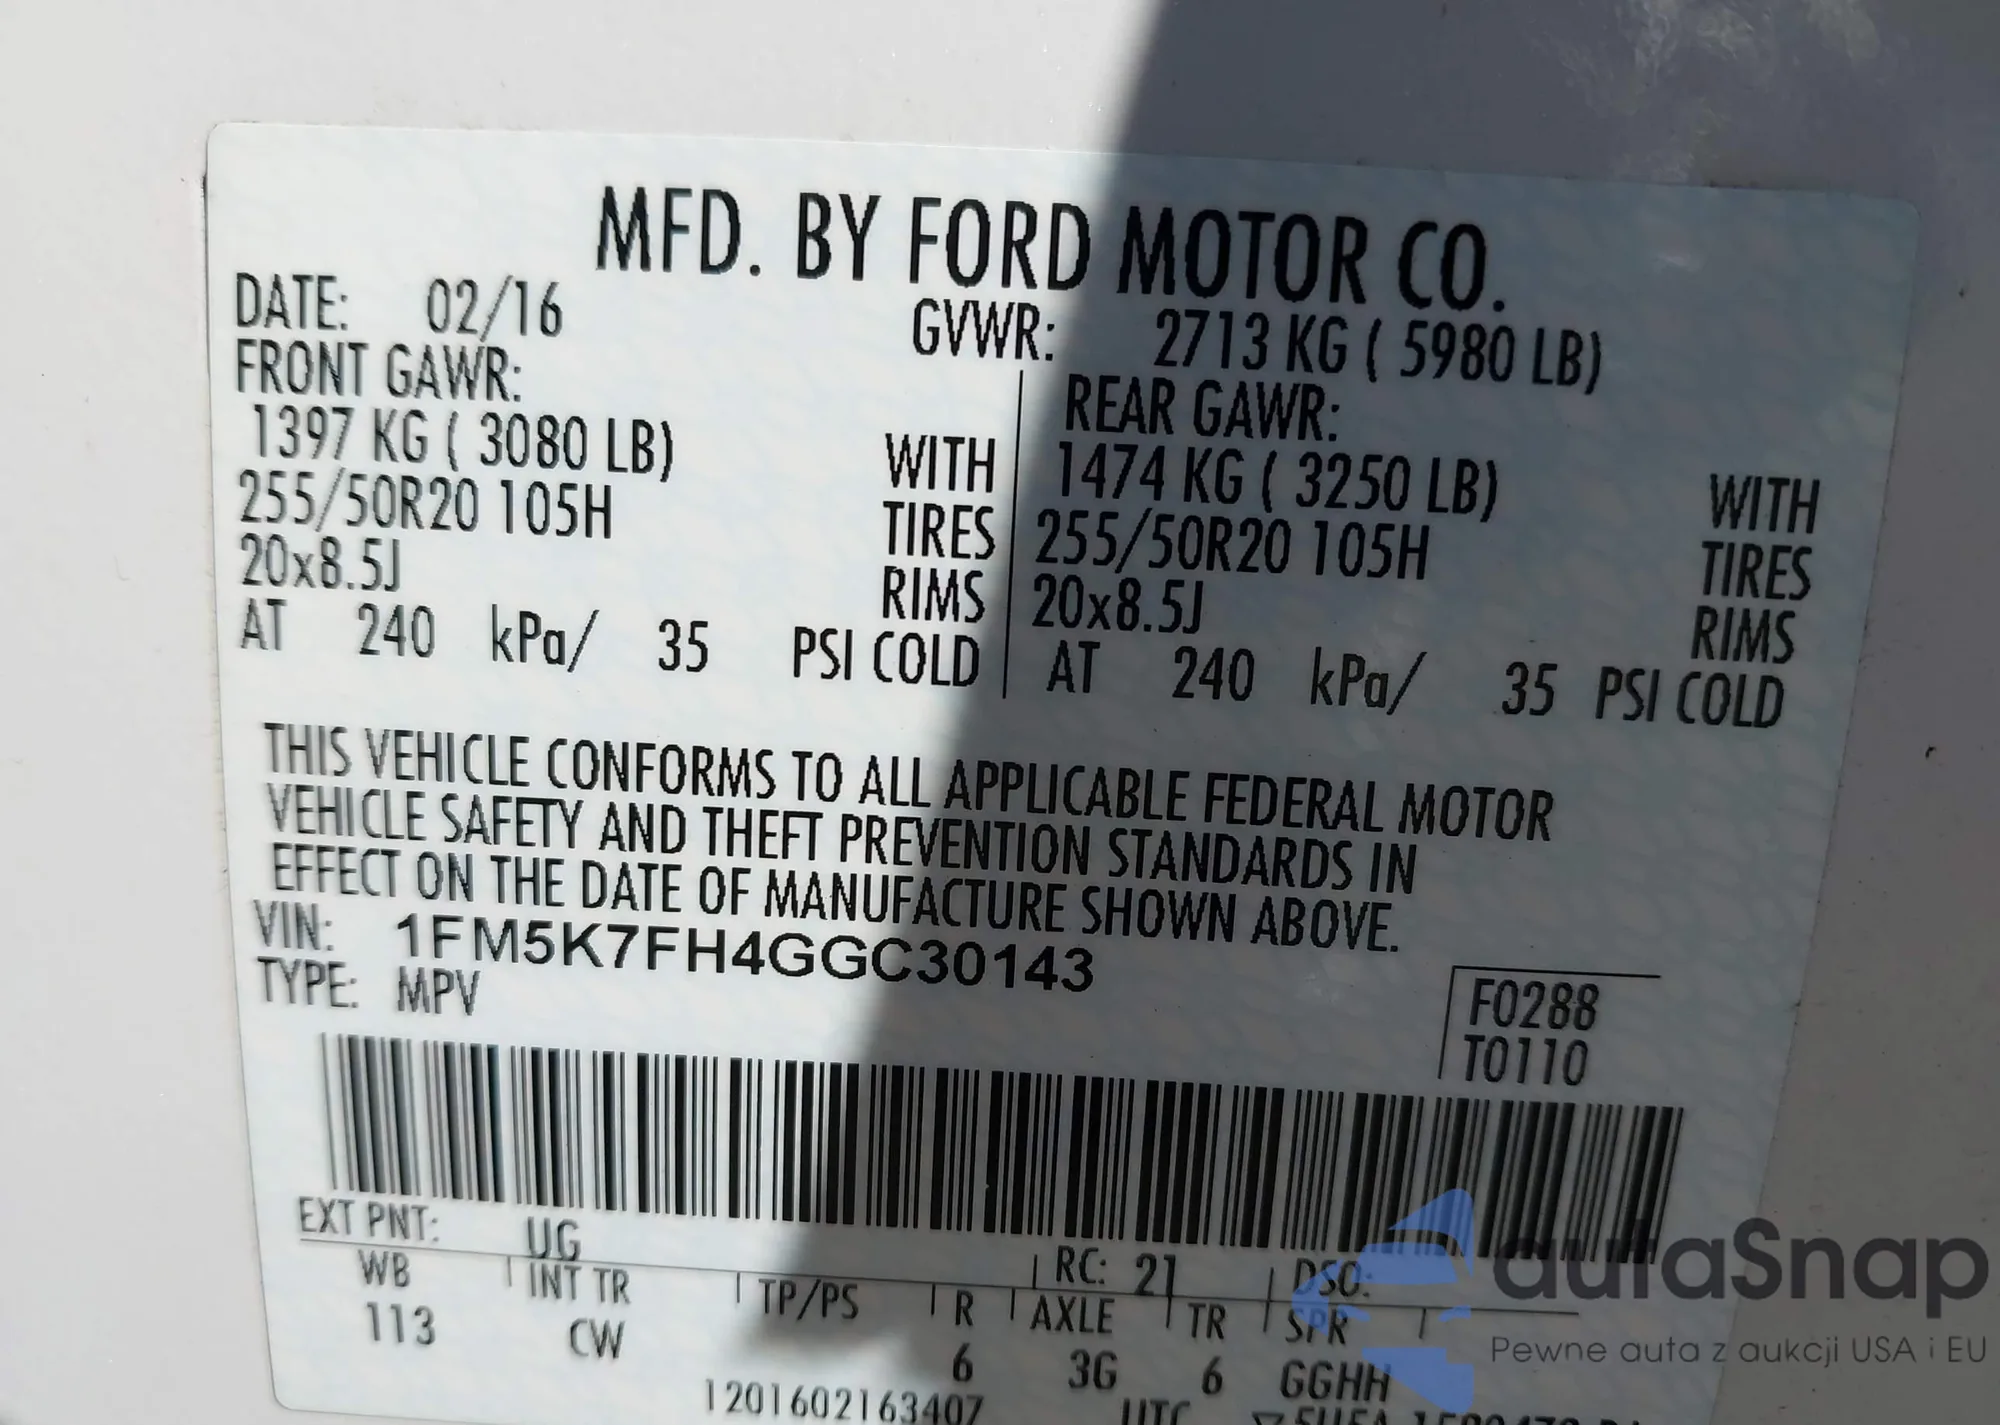 MFD. BY FORD MOTOR CO.
DATE: 02/16 GVWR: 2713 KG ( 5980 LB)
FRONT GAWR: REAR GAWR:
1397 KG ( 3080 LB) WITH 1474 KG ( 3250 LB) WITH
255/50R20 105H TIRES 255/50R20 105H TIRES
20x8.5J RIMS 20x8.5J RIMS
AT 240 kPa/ 35 PSI COLD AT 240 kPa/ 35 PSI COLD
THIS VEHICLE CONFORMS TO ALL APPLICABLE FEDERAL MOTOR
VEHICLE SAFETY AND THEFT PREVENTION STANDARDS IN
EFFECT ON THE DATE OF MANUFACTURE SHOWN ABOVE.
VIN: 1FM5K7FH4GGC30143
TYPE: MPV
F0288
T0110
EXT PNT: UG RC: 21 DSO:
WB INT TR TP/PS R AXLE TR SPR
113 CW 6 3G 6 GGHH
1201602163407 UTC
autaSnap
Pewne auta z aukcji USA i EU